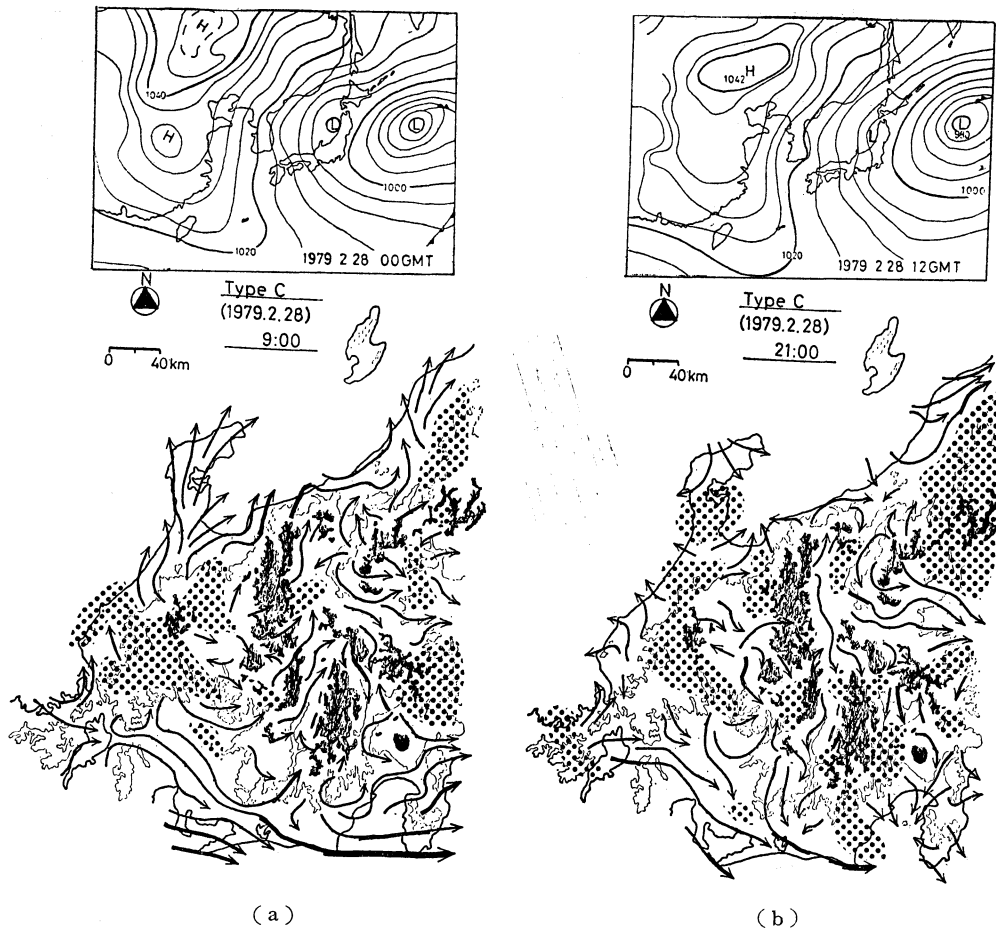 H
1040
H
L
L
1000
1020
1979 2 28 00GMT
N
Type C
(1979.2.28)
9:00
0 40km
(a)
1042 H
L
L
980
1000
1020
1979 2 28 12GMT
N
Type C
(1979.2.28)
21:00
0 40km
(b)